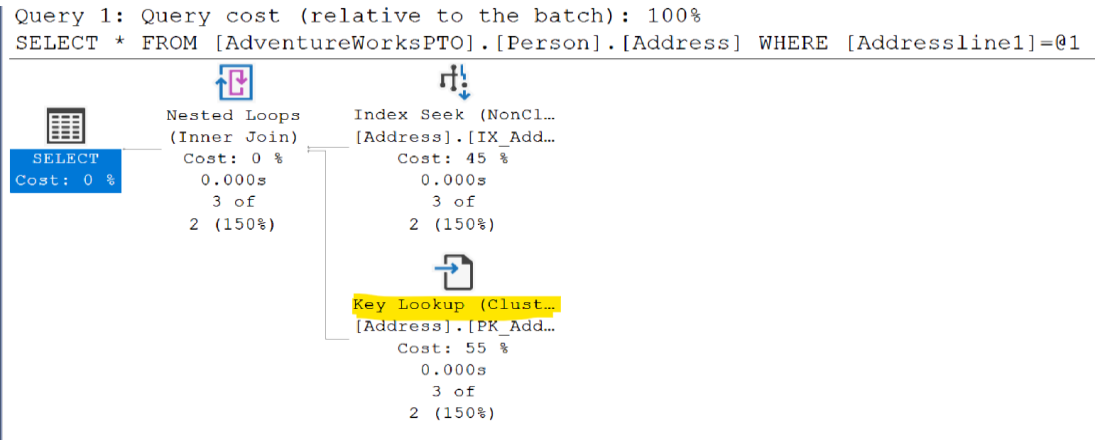 Query 1: Query cost (relative to the batch): 100%
SELECT * FROM [AdventureWorksPTO].[Person].[Address] WHERE [Addressline1]=@1
SELECT
Cost: 0 %
Nested Loops
(Inner Join)
Cost: 0 %
0.000s
3 of
2 (150%)
Index Seek (NonCl…
[Address].[IX_Add…
Cost: 45 %
0.000s
3 of
2 (150%)
Key Lookup (Clust…
[Address].[PK_Add…
Cost: 55 %
0.000s
3 of
2 (150%)